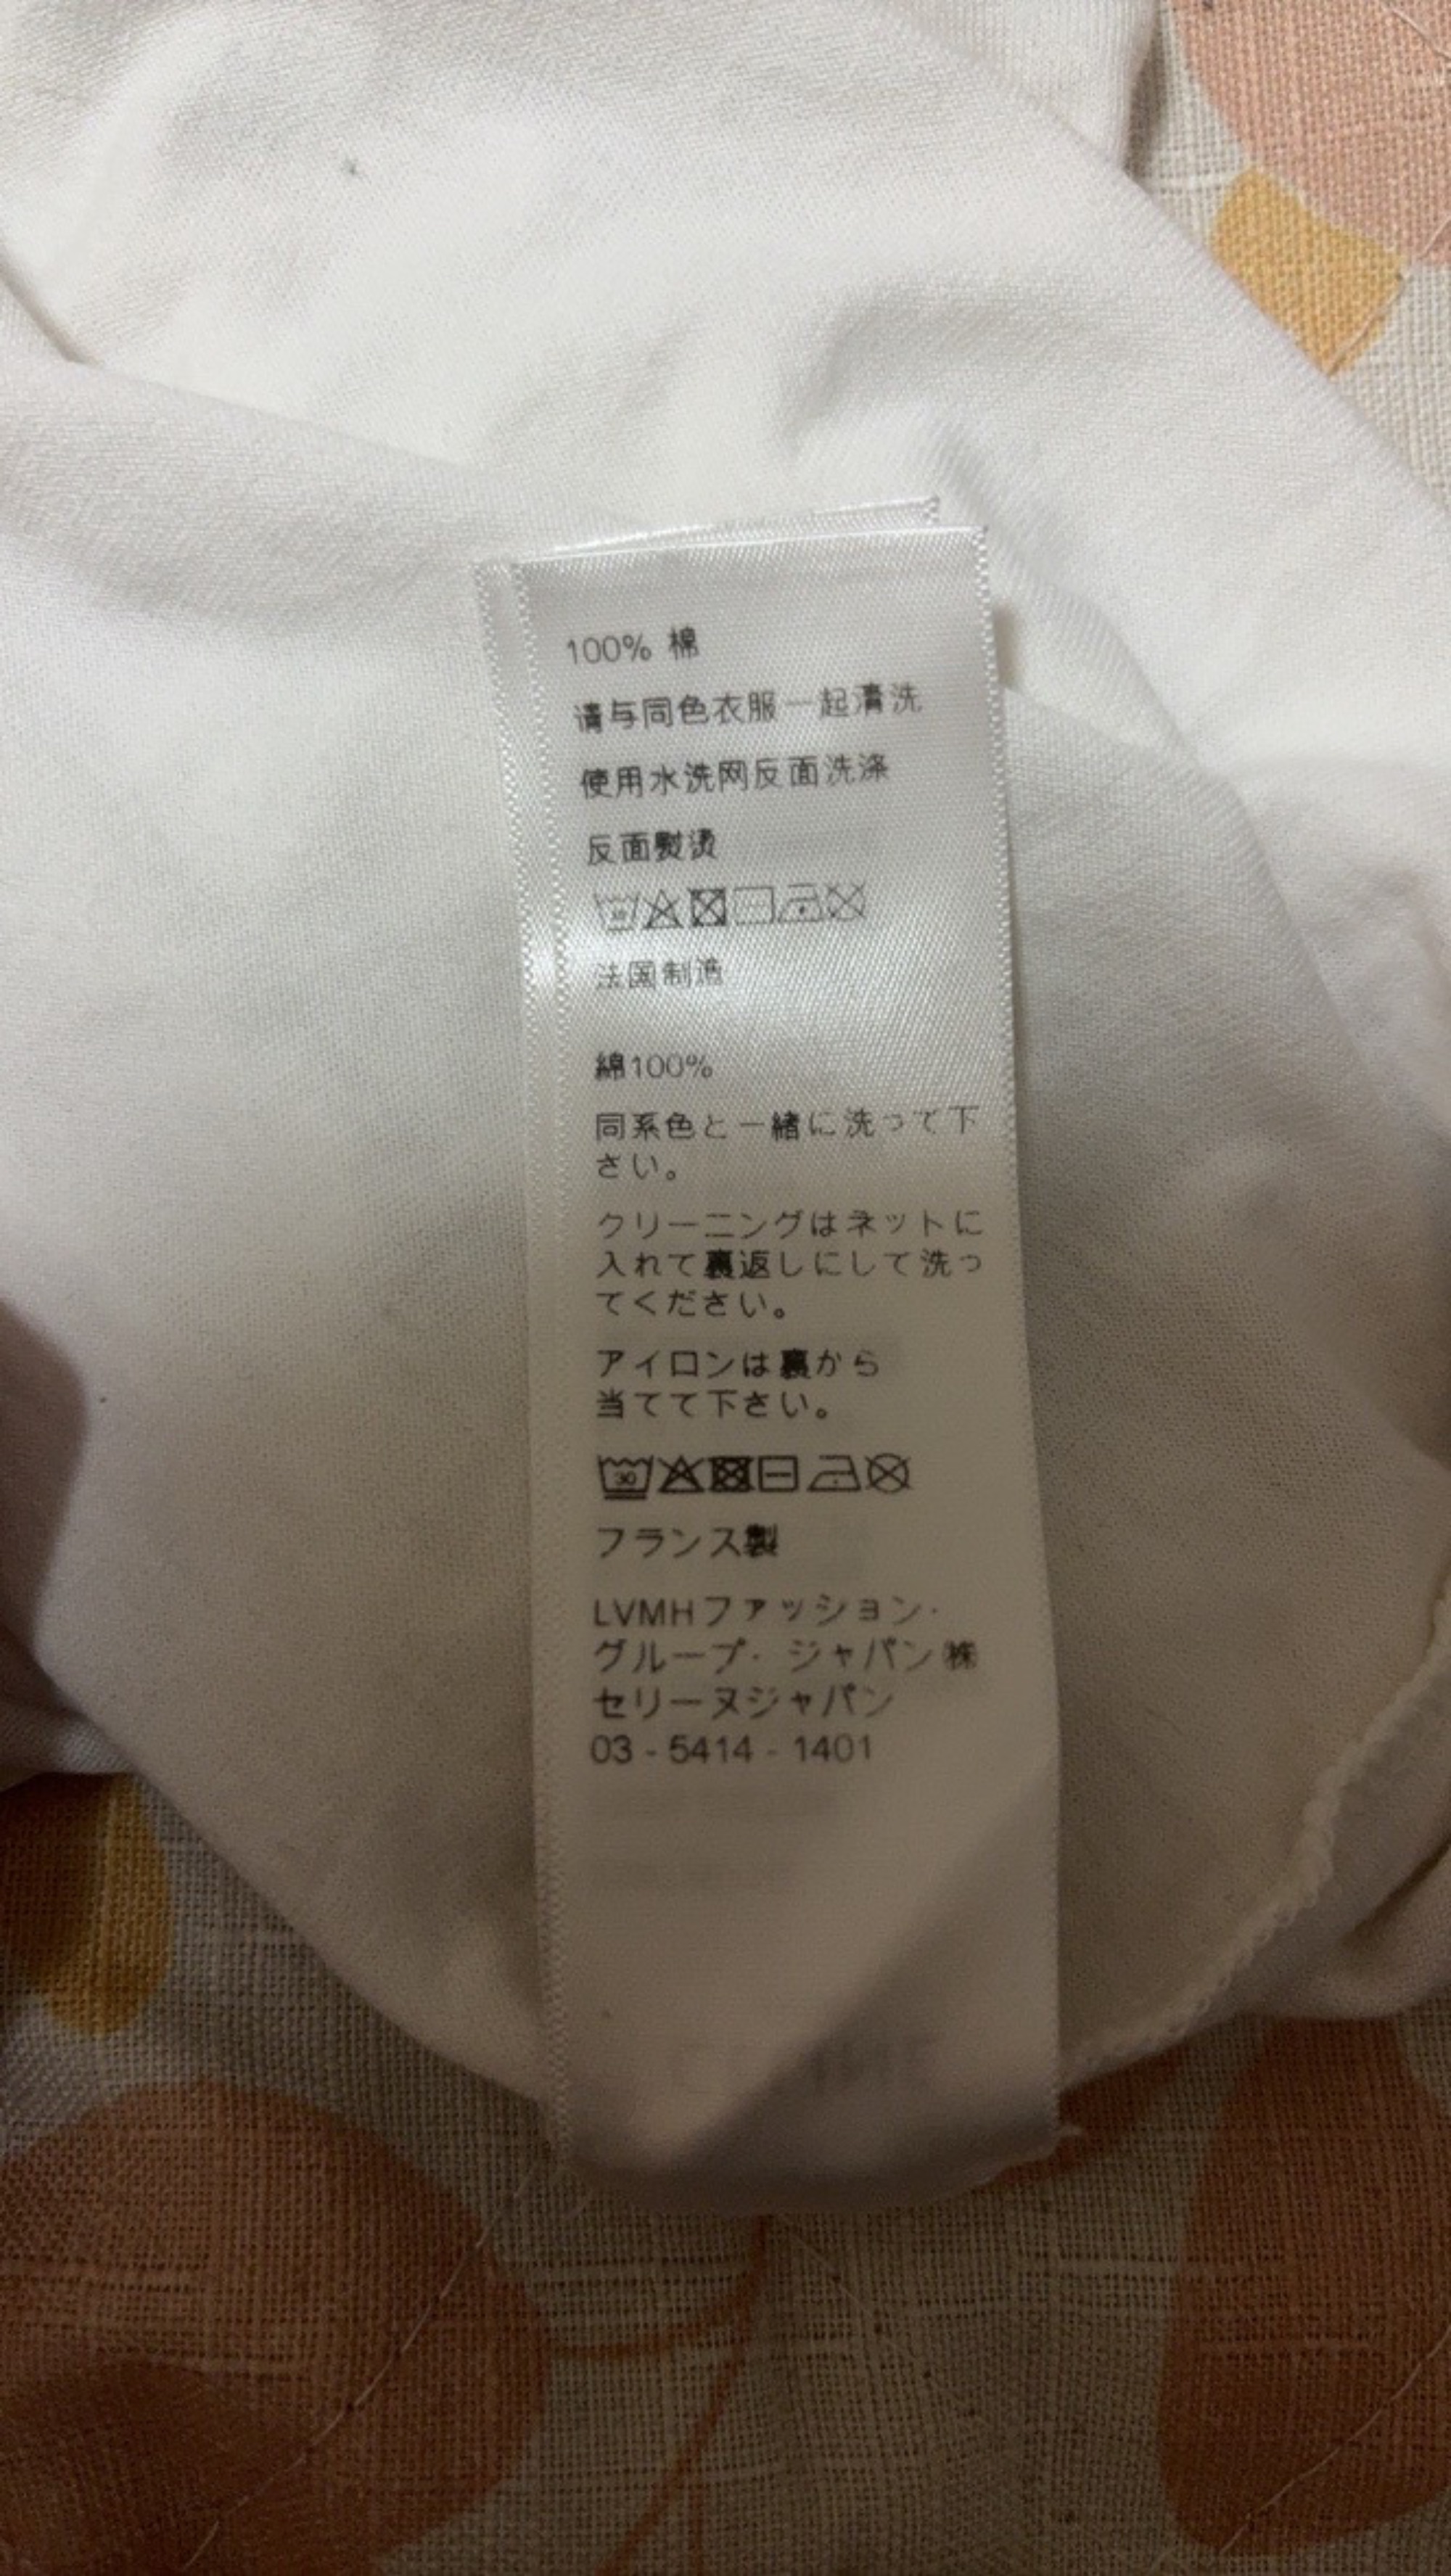 100% 棉
请与同色衣服一起清洗
使用水洗网反面洗涤
反面熨烫
30
法国制造
綿100%
同系色と一緒に洗って下
さい。
クリーニングはネットに
入れて裏返しにして洗っ
てください。
アイロンは裏から
当てて下さい。
30
フランス製
LVMHファッション·
グループ· ジャパン㈱
セリーヌジャパン
03 - 5414 - 1401